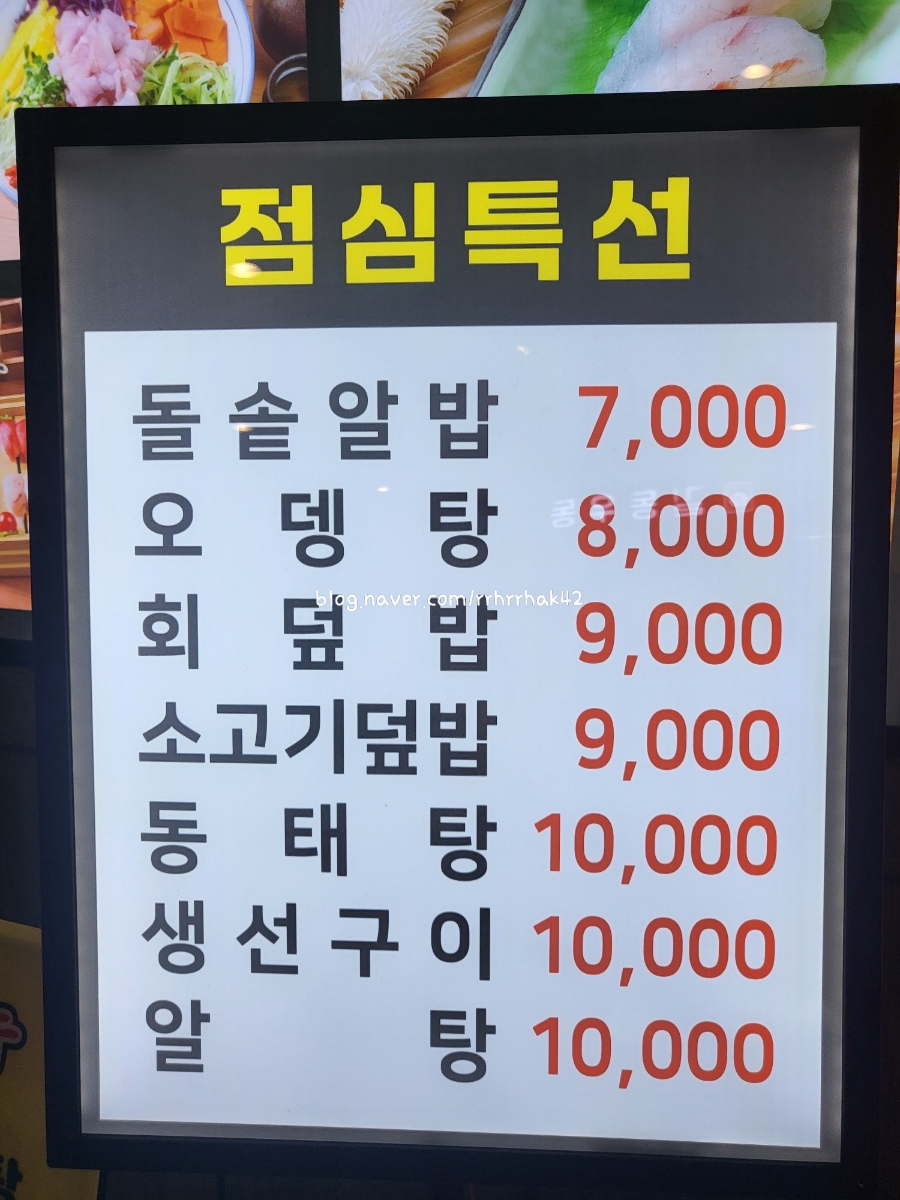 점심특선
돌솥알밥 7,000
오뎅탕 8,000
blog.naver.com/rrhrrhak42
회덮밥 9,000
소고기덮밥 9,000
동태탕 10,000
생선구이 10,000
알탕 10,000